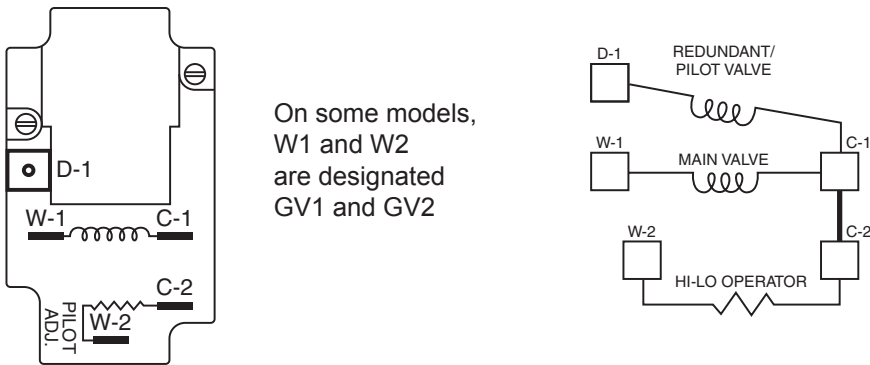 D-1
W-1
C-1
C-2
W-2
PILOT
ADJ.
On some models,
W1 and W2
are designated
GV1 and GV2
D-1
REDUNDANT/
PILOT VALVE
C-1
W-1
MAIN VALVE
W-2
C-2
HI-LO OPERATOR